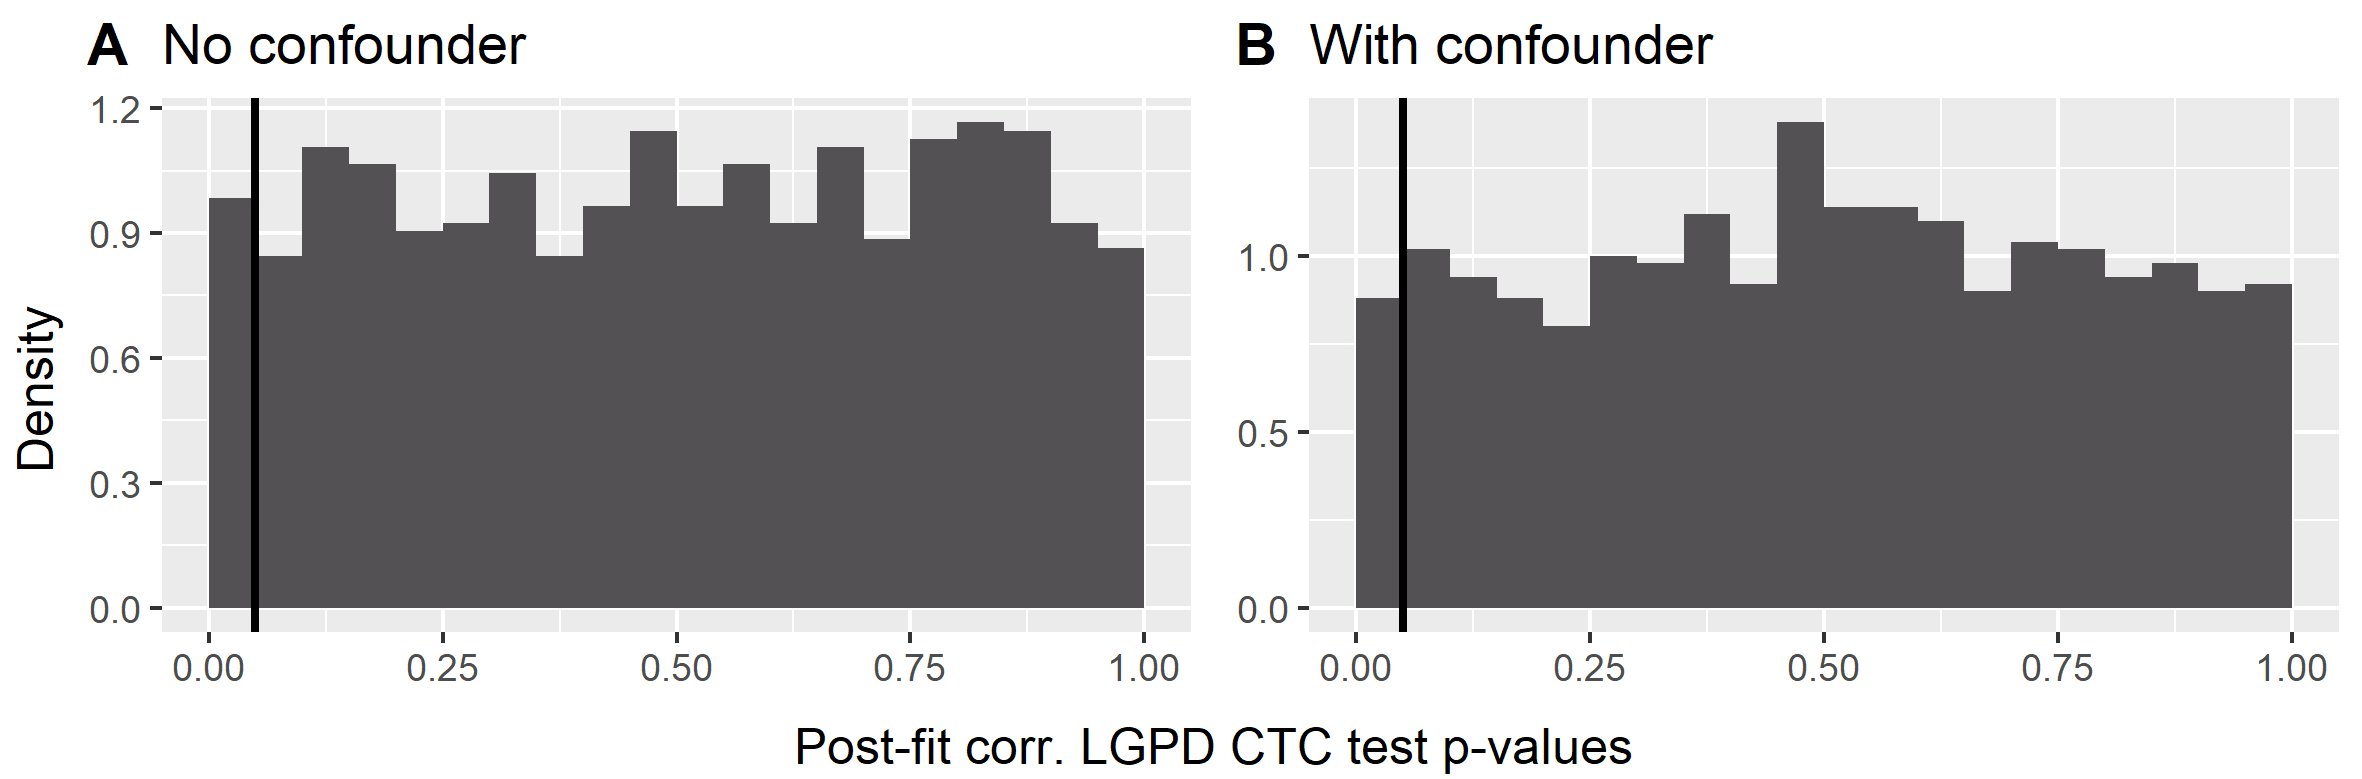 A No confounder
B With confounder
Density
1.2
0.9
0.6
0.3
0.0
1.0
0.5
0.0
0.00 0.25 0.50 0.75 1.00
0.00 0.25 0.50 0.75 1.00
Post-fit corr. LGPD CTC test p-values